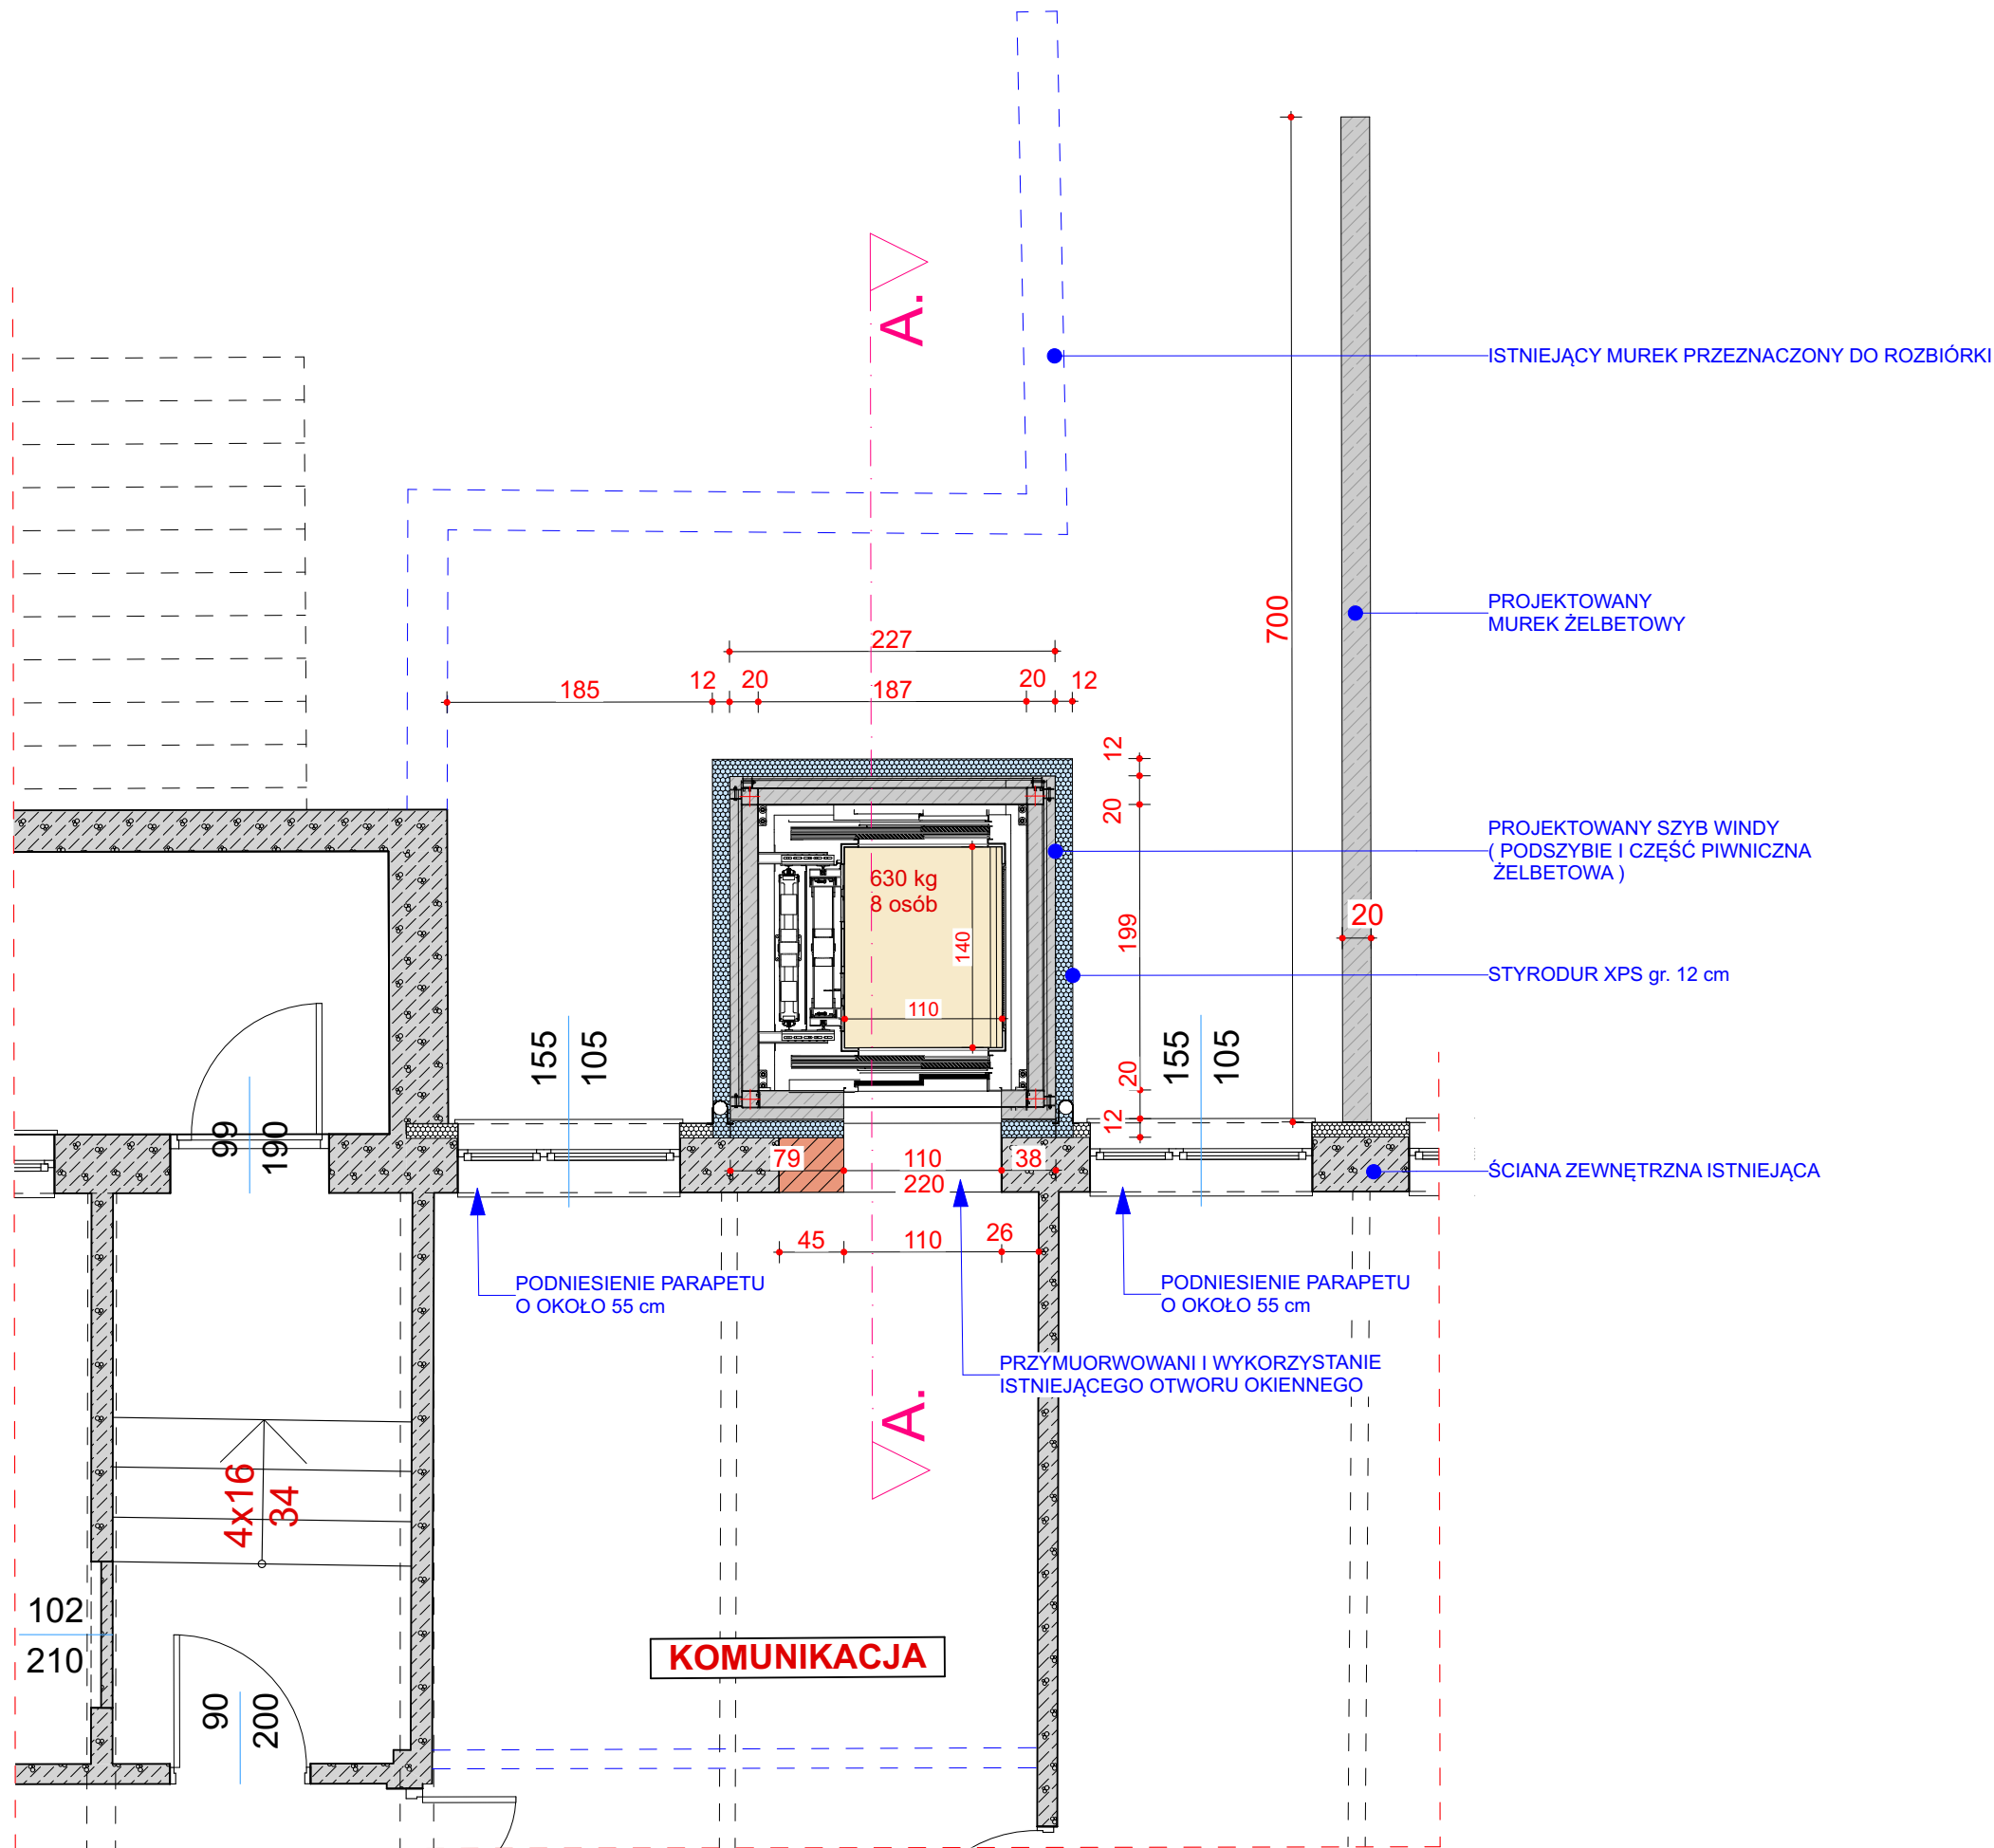 A.
ISTNIEJĄCY MUREK PRZEZNACZONY DO ROZBIÓRKI
700
PROJEKTOWANY
MUREK ŻELBETOWY
227
185
12
20
187
20
12
12
20
199
20
12
PROJEKTOWANY SZYB WINDY
( PODSZYBIE I CZĘŚĆ PIWNICZNA
ŻELBETOWA )
630 kg
8 osób
140
110
20
STYRODUR XPS gr. 12 cm
155
105
155
105
99
190
79
110
38
220
ŚCIANA ZEWNĘTRZNA ISTNIEJĄCA
45
110
26
PODNIESIENIE PARAPETU
O OKOŁO 55 cm
PODNIESIENIE PARAPETU
O OKOŁO 55 cm
PRZYMUORWOWANI I WYKORZYSTANIE
ISTNIEJĄCEGO OTWORU OKIENNEGO
A.
4x16
34
102
210
KOMUNIKACJA
90
200